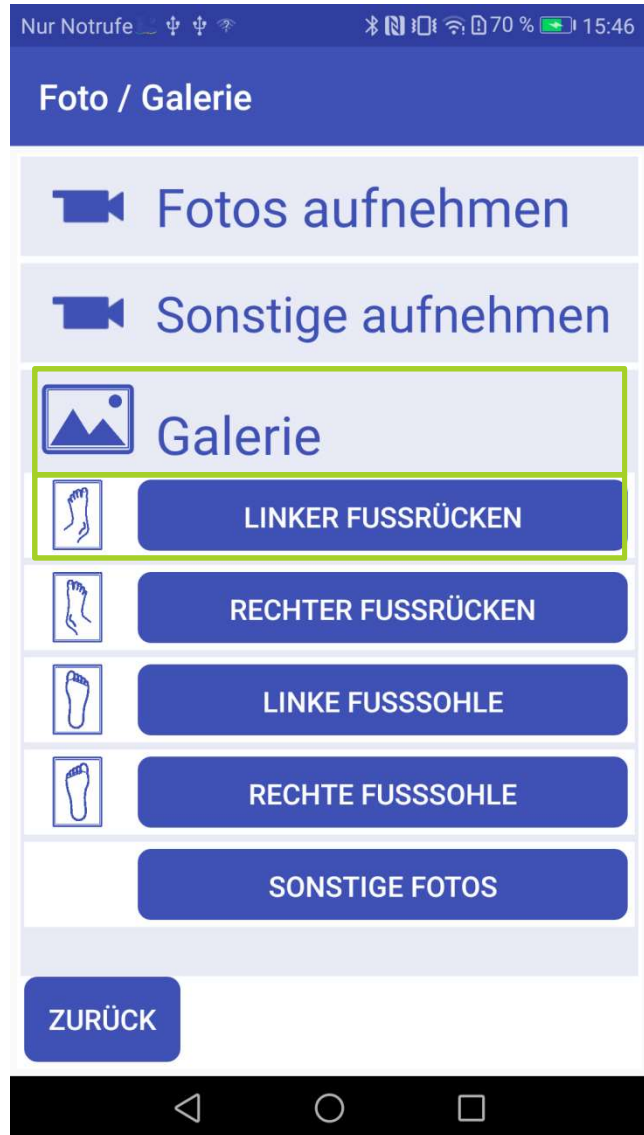 Nur Notrufe 70 % 15:46
Foto / Galerie
Fotos aufnehmen
Sonstige aufnehmen
Galerie
LINKER FUSSRÜCKEN
RECHTER FUSSRÜCKEN
LINKE FUSSSOHLE
RECHTE FUSSSOHLE
SONSTIGE FOTOS
ZURÜCK